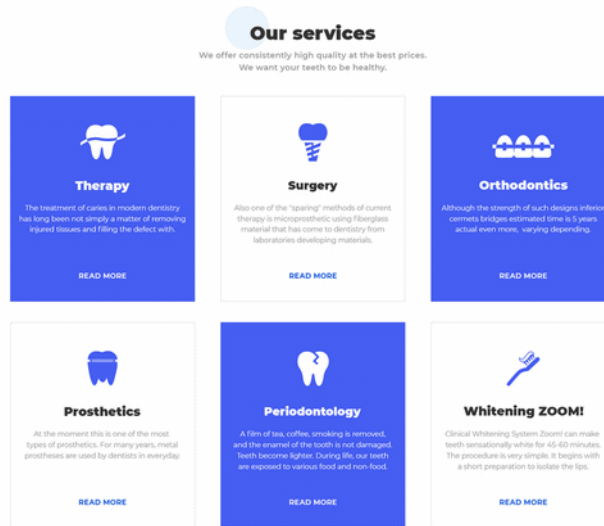 Our services
We offer consistently high quality at the best prices.
We want your teeth to be healthy.
Therapy
The treatment of caries in modern dentistry
has long been not simply a matter of removing
injured tissues and filling the defect with.
READ MORE
Surgery
Also one of the "sparing" methods of current
therapy is microprosthetic using fiberglass
material that has come to dentistry from
laboratories developing materials.
READ MORE
Orthodontics
Although the strength of such designs inferior
cermets bridges estimated time is 5 years
actual even more, varying depending.
READ MORE
Prosthetics
At the moment this is one of the most
types of prosthetics. For many years, metal
prostheses are used by dentists in everyday.
READ MORE
Periodontology
A film of tea, coffee, smoking is removed,
and the enamel of the tooth is not damaged.
Teeth become lighter. During life, our teeth
are exposed to various food and non-food.
READ MORE
Whitening ZOOM!
Clinical Whitening System Zoom! can make
teeth sensationally white for 45-60 minutes.
The procedure is very simple. It begins with
a short preparation to isolate the lips.
READ MORE